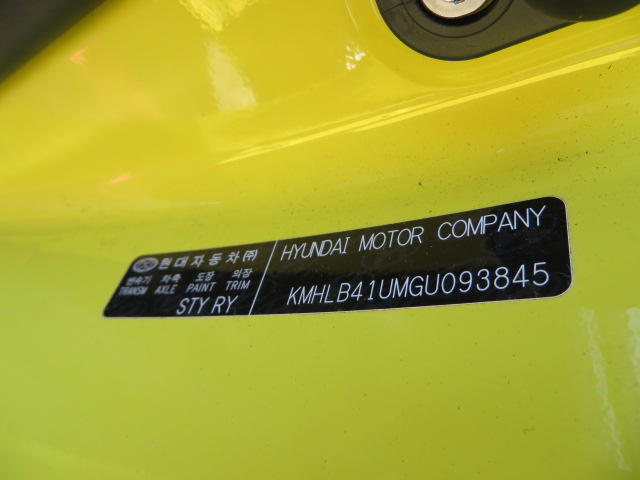 현대자동차㈜
변속기 차축 도장 의장
TRANSM AXLE PAINT TRIM
STY RY
HYUNDAI MOTOR COMPANY
KMHLB41UMGU093845